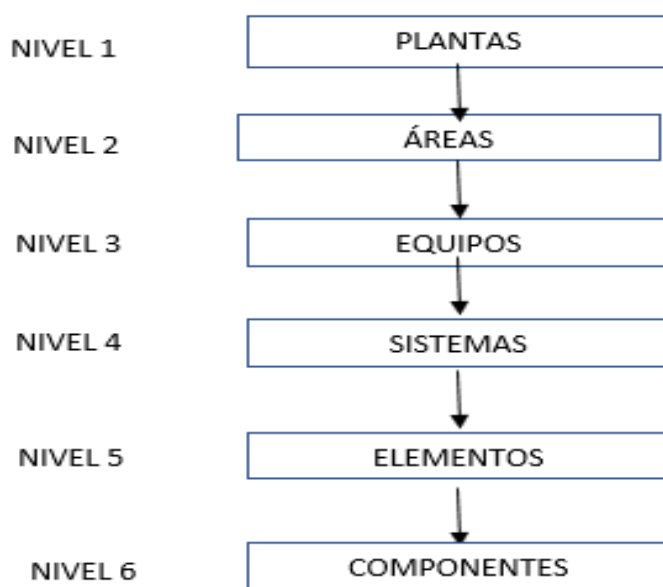 NIVEL 1 PLANTAS
NIVEL 2 ÁREAS
NIVEL 3 EQUIPOS
NIVEL 4 SISTEMAS
NIVEL 5 ELEMENTOS
NIVEL 6 COMPONENTES